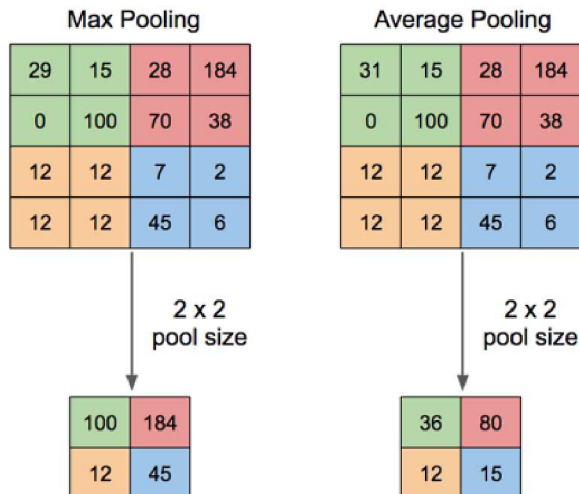 Max Pooling
29 15 28 184
0 100 70 38
12 12 7 2
12 12 45 6
2 x 2
pool size
100 184
12 45
Average Pooling
31 15 28 184
0 100 70 38
12 12 7 2
12 12 45 6
2 x 2
pool size
36 80
12 15